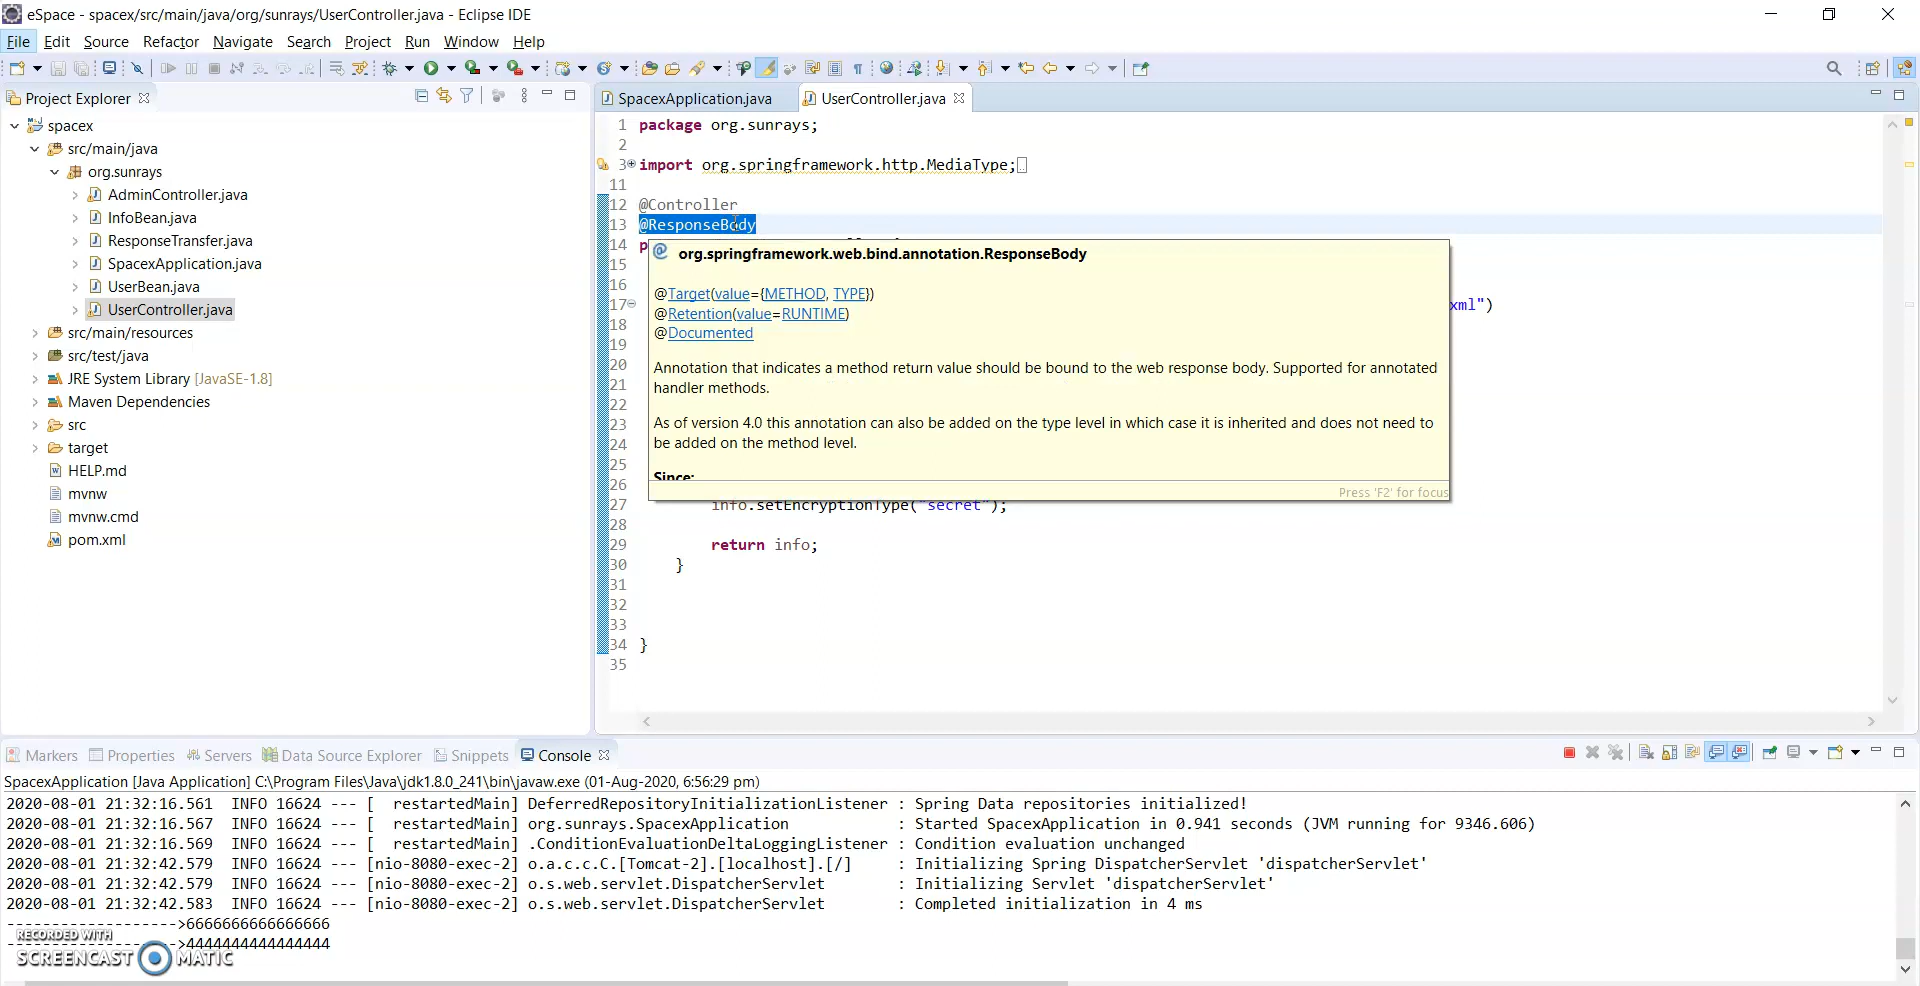 eSpace - spacex/src/main/java/org/sunrays/UserController.java - Eclipse IDE
File Edit Source Refactor Navigate Search Project Run Window Help
Project Explorer
spacex
src/main/java
org.sunrays
AdminController.java
InfoBean.java
ResponseTransfer.java
SpacexApplication.java
UserBean.java
UserController.java
src/main/resources
src/test/java
JRE System Library [JavaSE-1.8]
Maven Dependencies
src
target
HELP.md
mvnw
mvnw.cmd
pom.xml
SpacexApplication.java UserController.java
1 package org.sunrays;
2
3 import org.springframework.http.MediaType;
11
12 @Controller
13 @ResponseBody
14
15
16
17 xml")
18
19
20
21
22
23
24
25
26
27 info.setEncryptionType("secret");
28
29 return info;
30 }
31
32
33
34 }
35
org.springframework.web.bind.annotation.ResponseBody
@Target(value={METHOD, TYPE})
@Retention(value=RUNTIME)
@Documented
Annotation that indicates a method return value should be bound to the web response body. Supported for annotated
handler methods.
As of version 4.0 this annotation can also be added on the type level in which case it is inherited and does not need to
be added on the method level.
Since:
Press 'F2' for focus
Markers Properties Servers Data Source Explorer Snippets Console
SpacexApplication [Java Application] C:\Program Files\Java\jdk1.8.0_241\bin\javaw.exe (01-Aug-2020, 6:56:29 pm)
2020-08-01 21:32:16.561 INFO 16624 --- [ restartedMain] DeferredRepositoryInitializationListener : Spring Data repositories initialized!
2020-08-01 21:32:16.567 INFO 16624 --- [ restartedMain] org.sunrays.SpacexApplication : Started SpacexApplication in 0.941 seconds (JVM running for 9346.606)
2020-08-01 21:32:16.569 INFO 16624 --- [ restartedMain] .ConditionEvaluationDeltaLoggingListener : Condition evaluation unchanged
2020-08-01 21:32:42.579 INFO 16624 --- [nio-8080-exec-2] o.a.c.c.C.[Tomcat-2].[localhost].[/] : Initializing Spring DispatcherServlet 'dispatcherServlet'
2020-08-01 21:32:42.579 INFO 16624 --- [nio-8080-exec-2] o.s.web.servlet.DispatcherServlet : Initializing Servlet 'dispatcherServlet'
2020-08-01 21:32:42.583 INFO 16624 --- [nio-8080-exec-2] o.s.web.servlet.DispatcherServlet : Completed initialization in 4 ms
------------------->6666666666666666
------------------->4444444444444444
RECORDED WITH
SCREENCAST MATIC